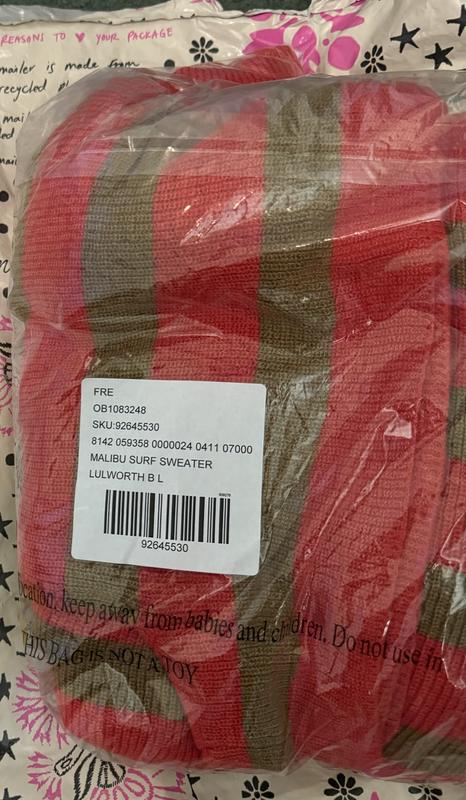 REASONS TO ♥ YOUR PACKAGE
mailer is made from
recycled
FRE
OB1083248
SKU:92645530
8142 059358 0000024 0411 07000
MALIBU SURF SWEATER
LULWORTH B L
92645530
keep away from babies and children. Do not use in
THIS BAG IS NOT A TOY